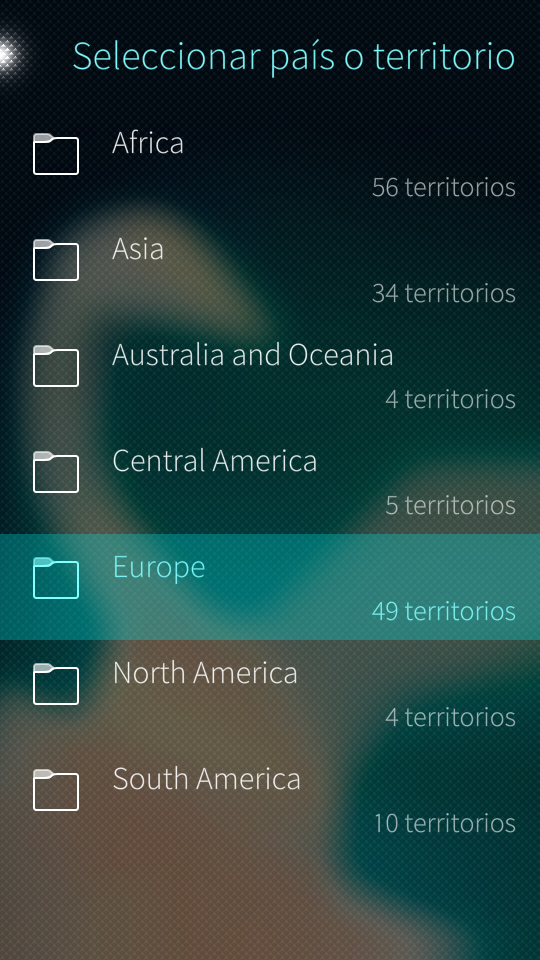 Seleccionar país o territorio
Africa
56 territorios
Asia
34 territorios
Australia and Oceania
4 territorios
Central America
5 territorios
Europe
49 territorios
North America
4 territorios
South America
10 territorios